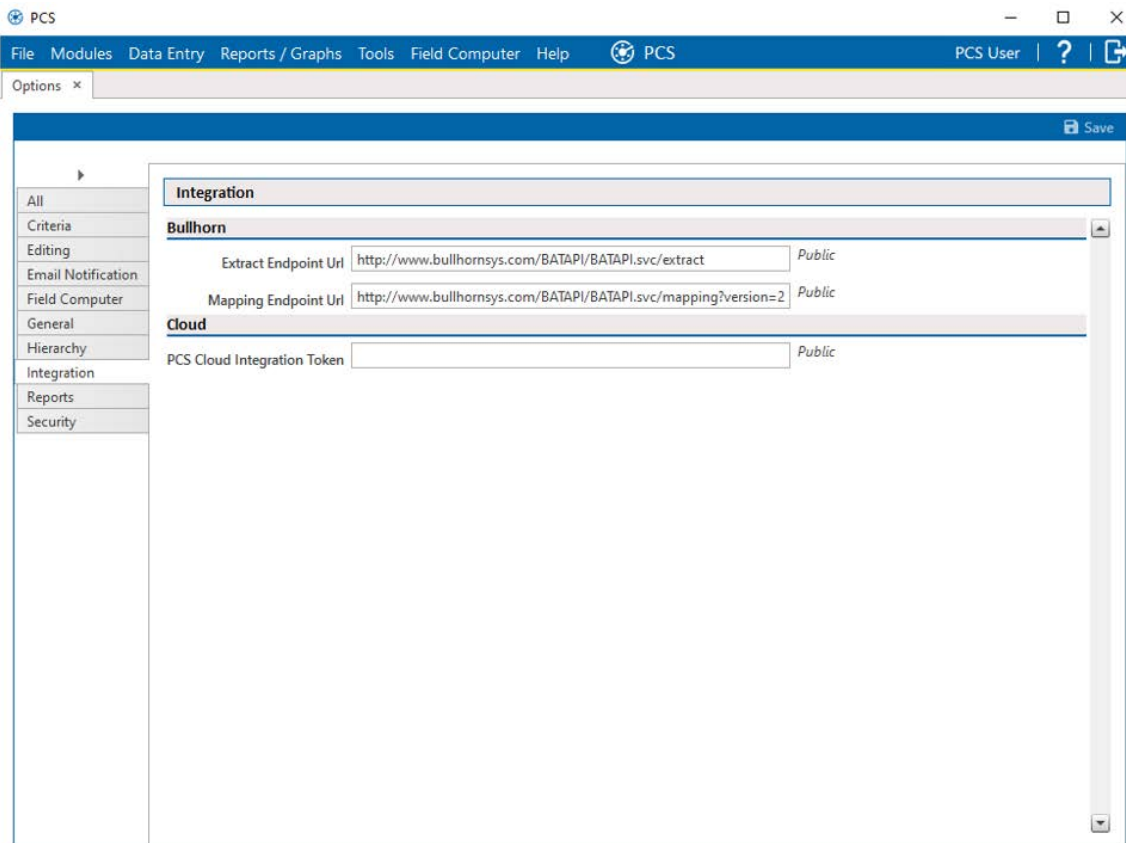 PCS
File Modules Data Entry Reports / Graphs Tools Field Computer Help PCS PCS User | ? |
Options ×
Save
All
Criteria
Editing
Email Notification
Field Computer
General
Hierarchy
Integration
Reports
Security
Integration
Bullhorn
Extract Endpoint Url http://www.bullhornsys.com/BATAPI/BATAPI.svc/extract Public
Mapping Endpoint Url http://www.bullhornsys.com/BATAPI/BATAPI.svc/mapping?version=2 Public
Cloud
PCS Cloud Integration Token Public